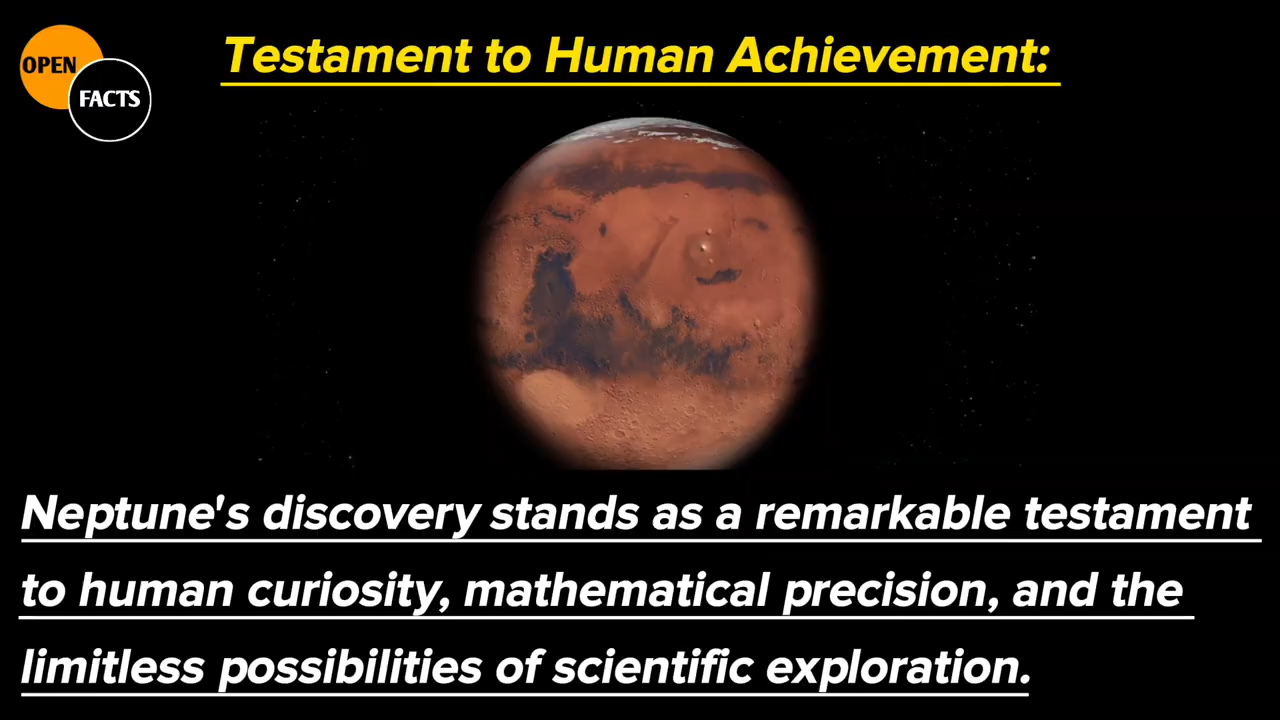 OPEN
FACTS
Testament to Human Achievement:
Neptune's discovery stands as a remarkable testament
to human curiosity, mathematical precision, and the
limitless possibilities of scientific exploration.